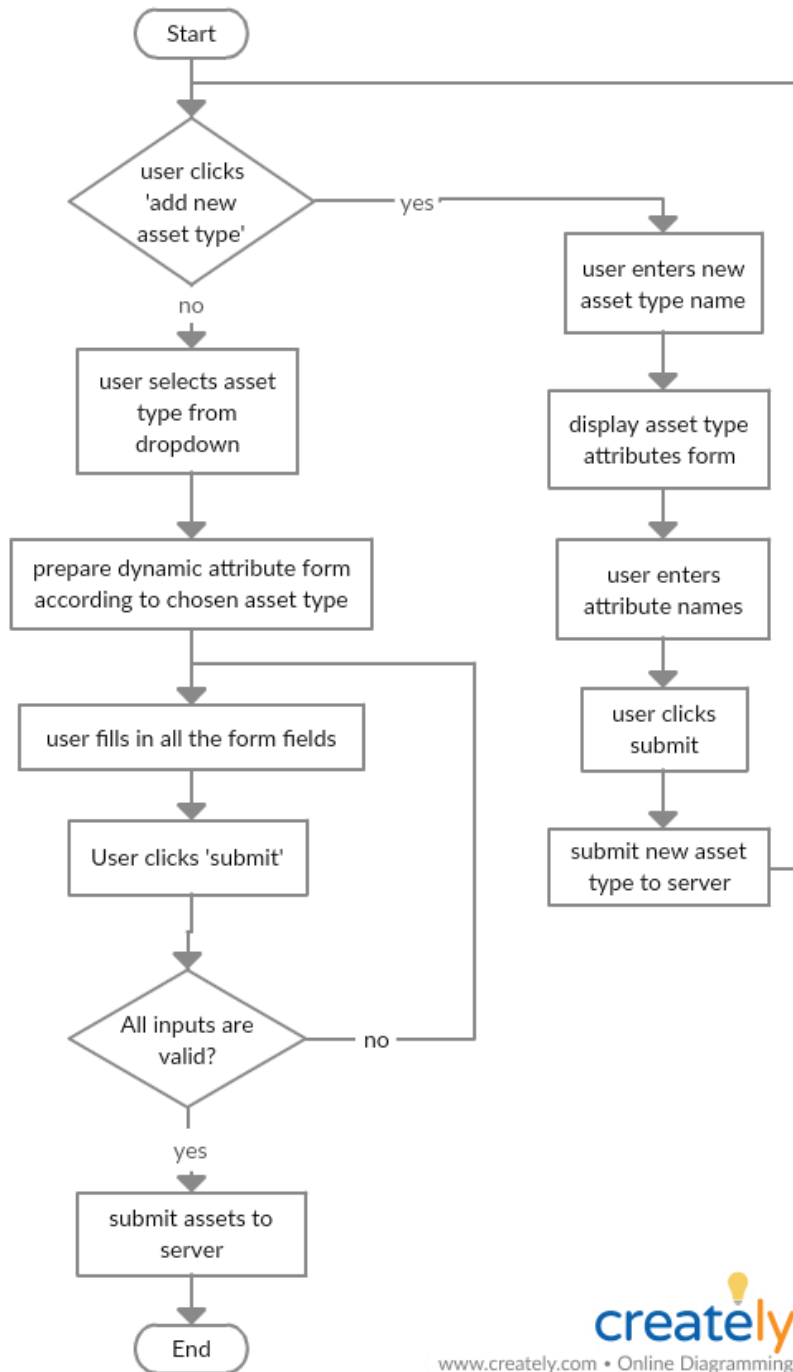 Start
user clicks
'add new
asset type'
yes
no
user enters new
asset type name
user selects asset
type from
dropdown
display asset type
attributes form
prepare dynamic attribute form
according to chosen asset type
user enters
attribute names
user fills in all the form fields
user clicks
submit
User clicks 'submit'
submit new asset
type to server
All inputs are
valid?
no
yes
submit assets to
server
End
creately
www.creately.com • Online Diagramming